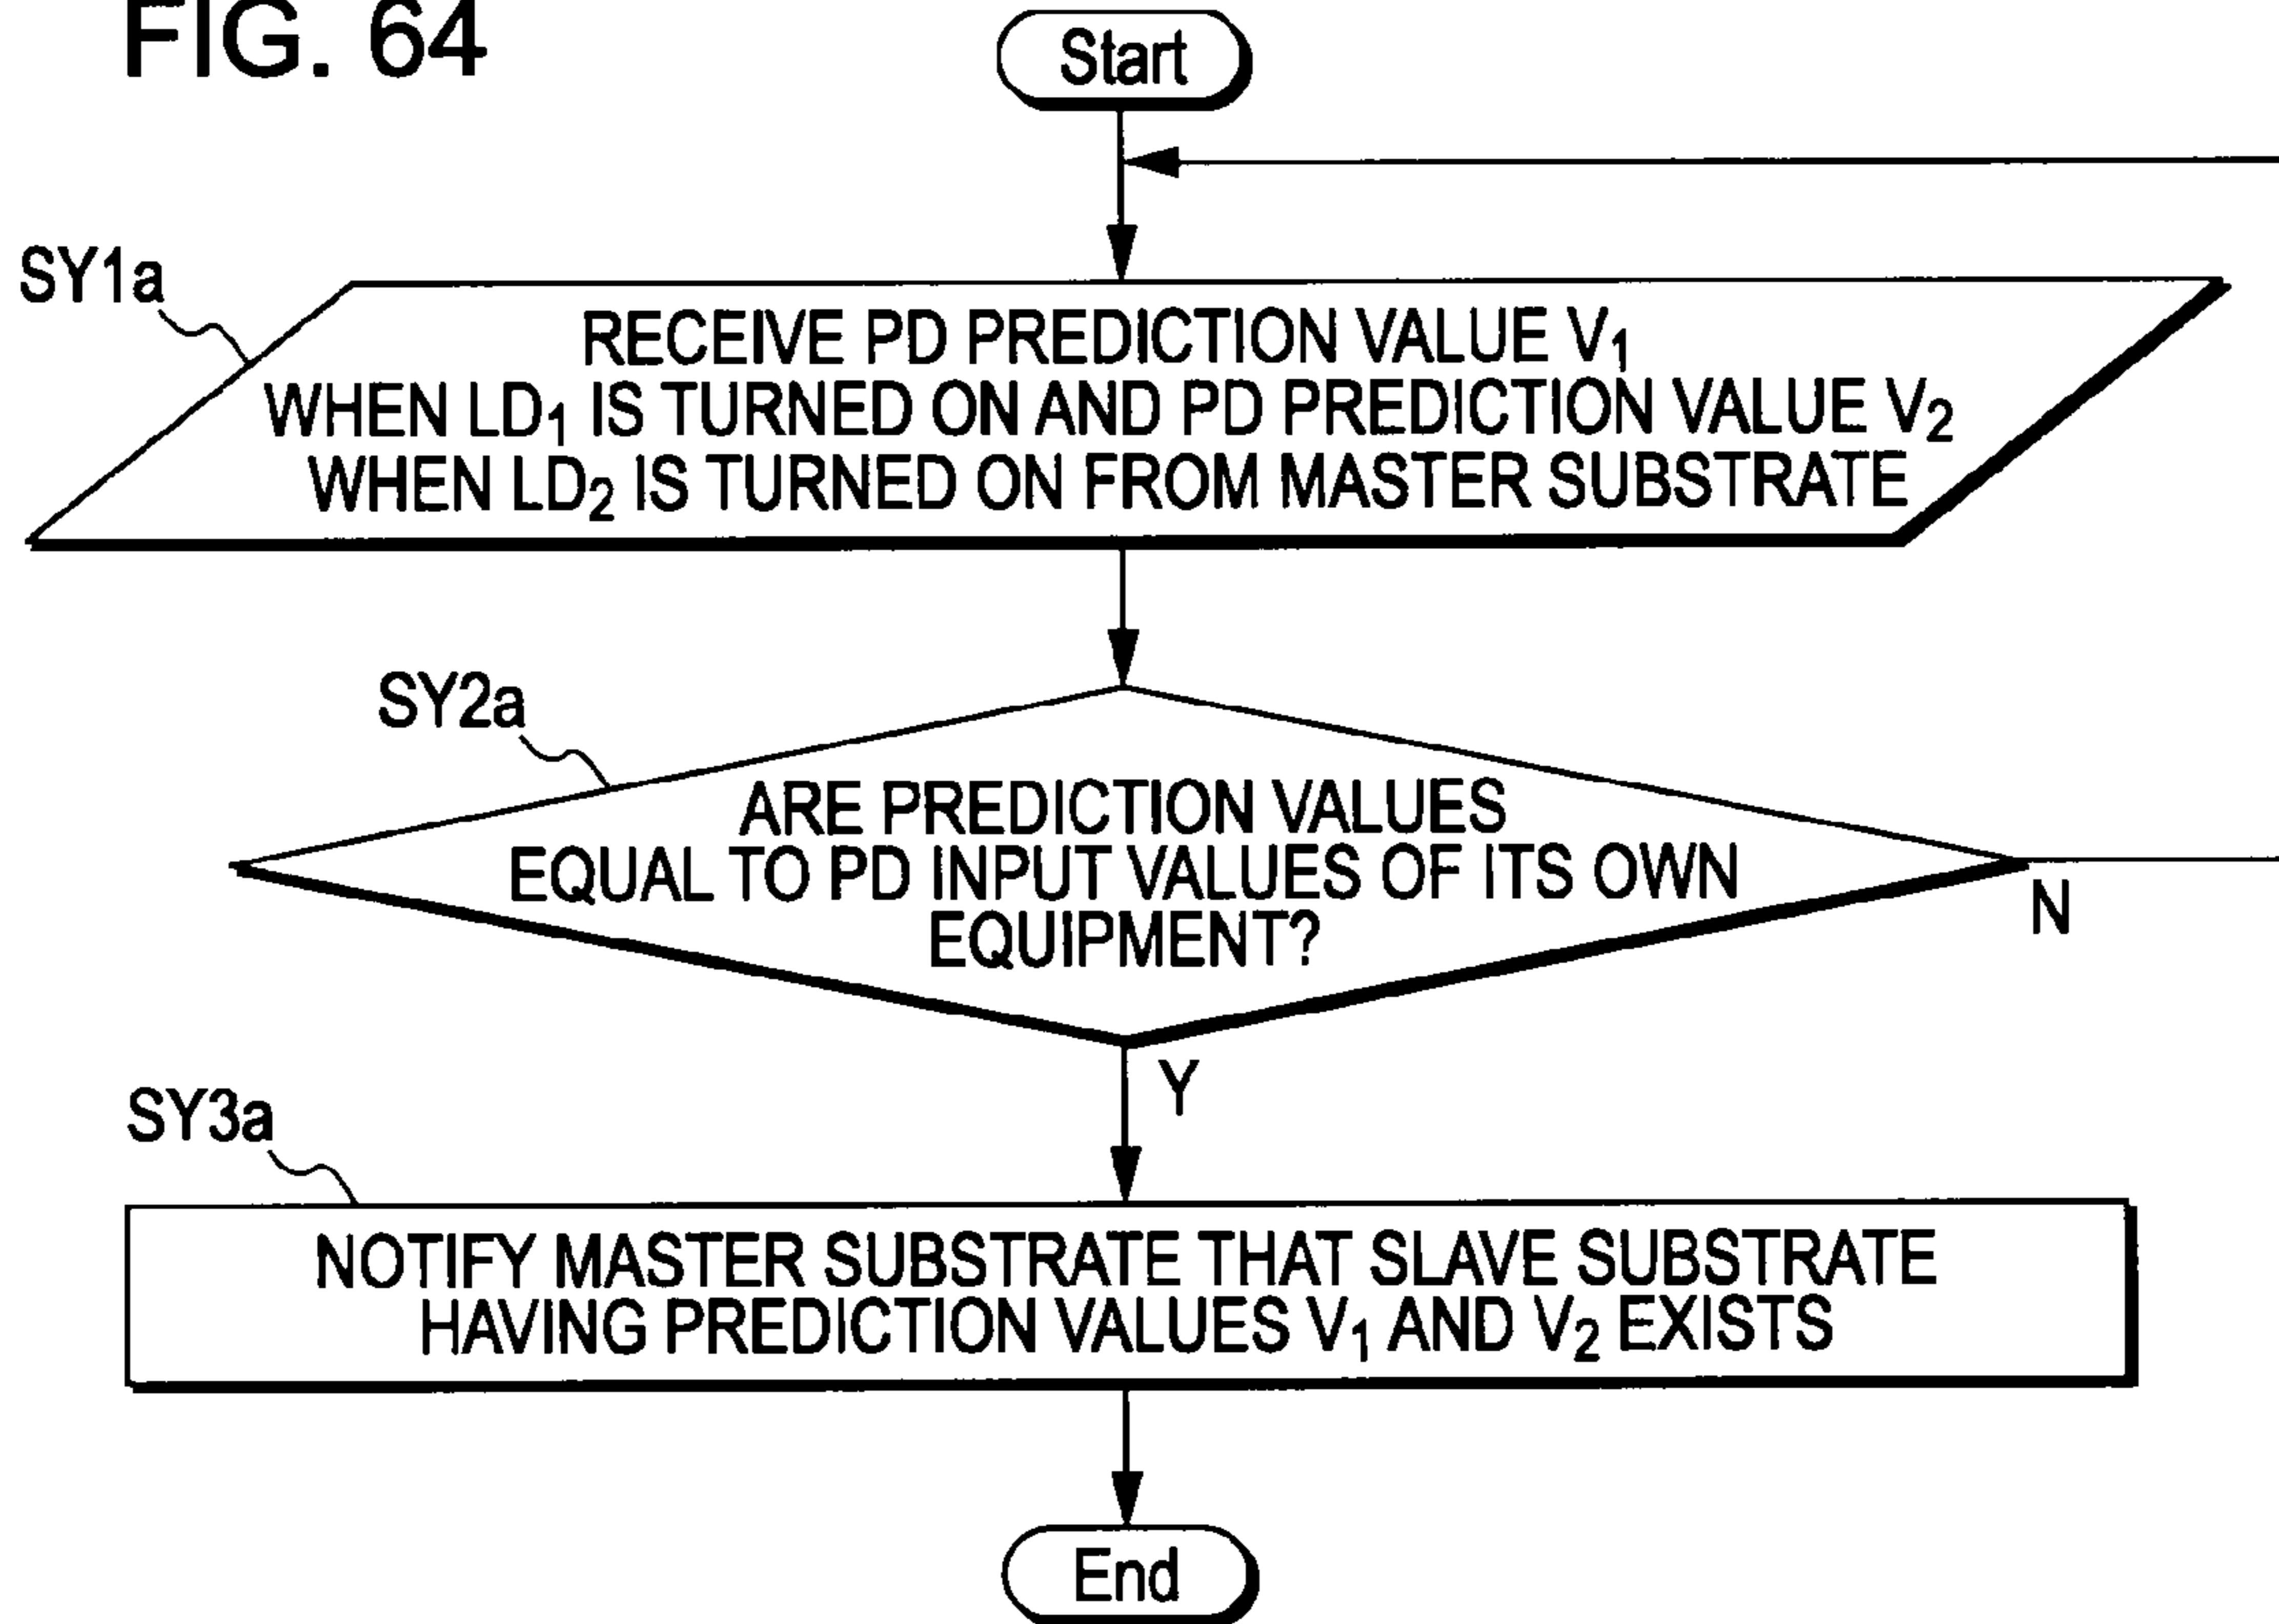 FIG. 64
Start
SY1a
RECEIVE PD PREDICTION VALUE V₁
WHEN LD₁ IS TURNED ON AND PD PREDICTION VALUE V₂
WHEN LD₂ IS TURNED ON FROM MASTER SUBSTRATE
SY2a
ARE PREDICTION VALUES
EQUAL TO PD INPUT VALUES OF ITS OWN
EQUIPMENT?
N
Y
SY3a
NOTIFY MASTER SUBSTRATE THAT SLAVE SUBSTRATE
HAVING PREDICTION VALUES V₁ AND V₂ EXISTS
End